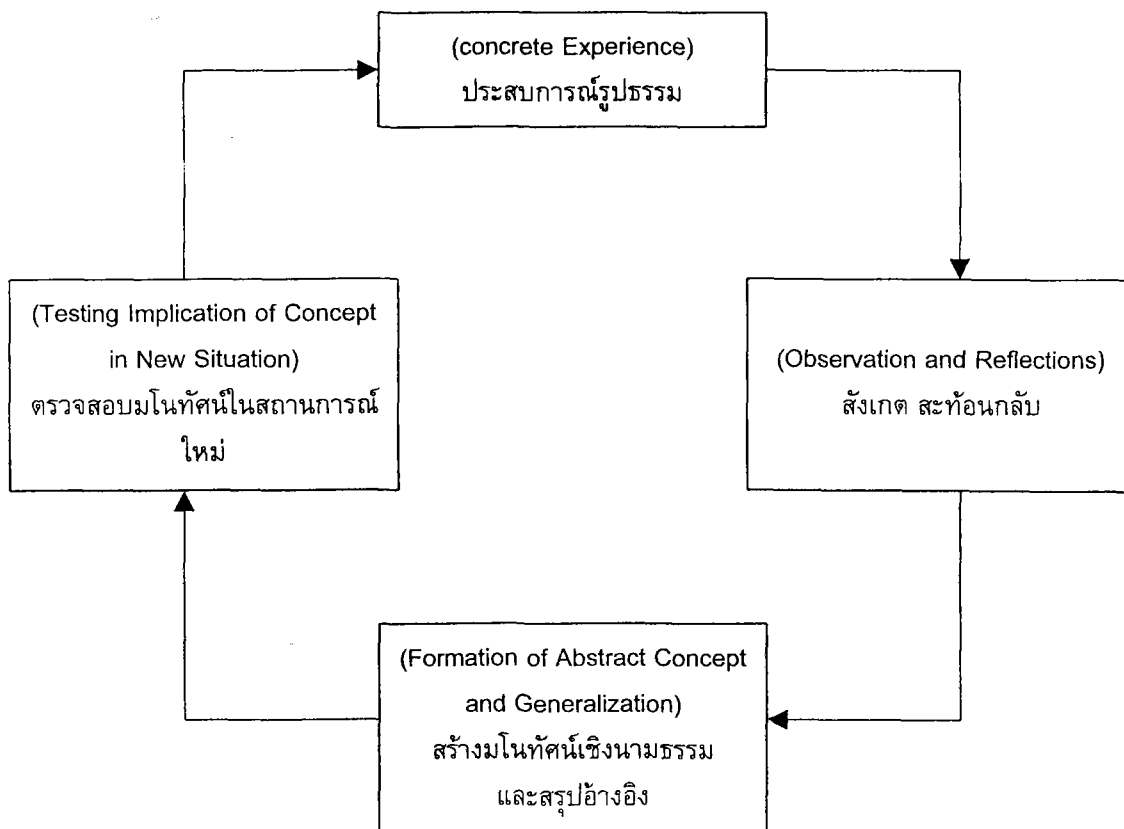 (concrete Experience)
ประสบการณ์รูปธรรม
(Observation and Reflections)
สังเกต สะท้อนกลับ
(Formation of Abstract Concept
and Generalization)
สร้างมโนทัศน์เชิงนามธรรม
และสรุปอ้างอิง
(Testing Implication of Concept
in New Situation)
ตรวจสอบมโนทัศน์ในสถานการณ์
ใหม่